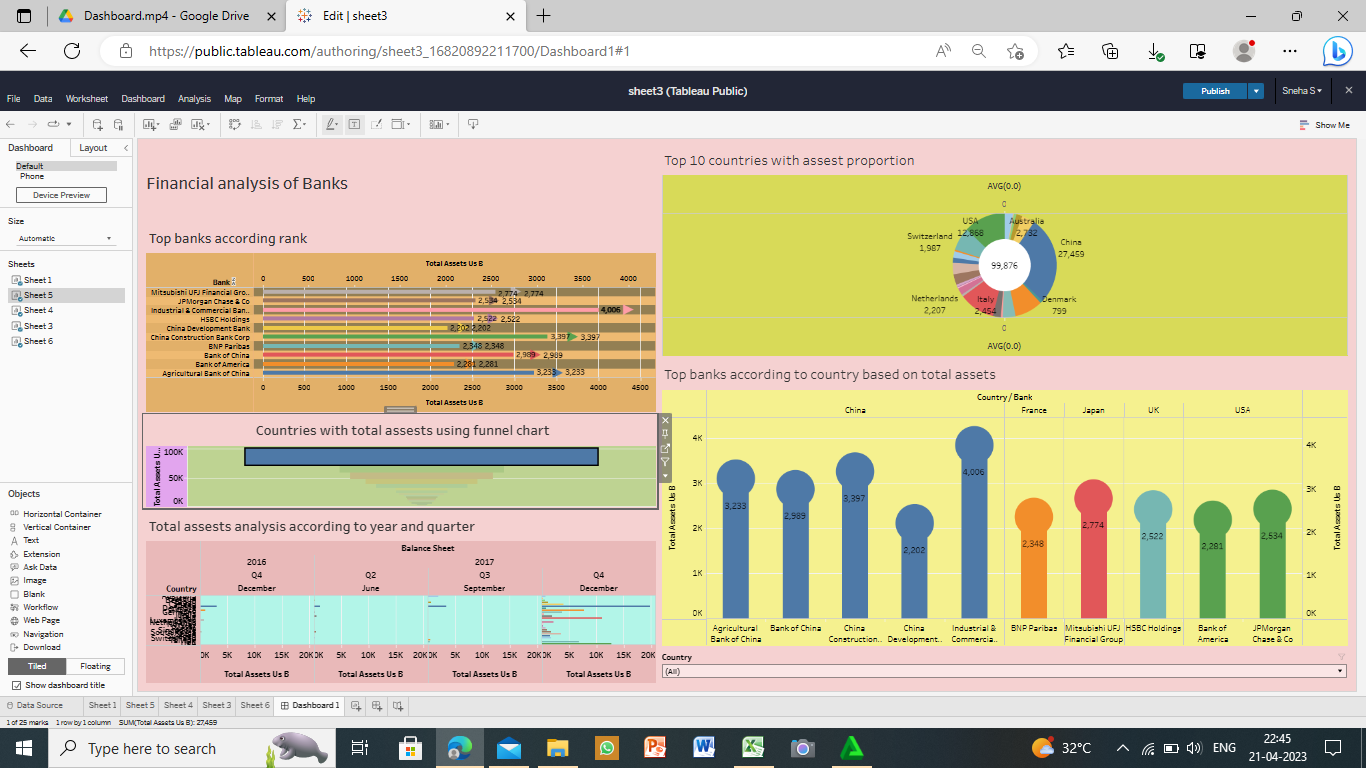 Dashboard.mp4 - Google Drive
Edit | sheet3
https://public.tableau.com/authoring/sheet3_16820892211700/Dashboard1#1
sheet3 (Tableau Public)
Publish
Sneha S
File Data Worksheet Dashboard Analysis Map Format Help
Show Me
Dashboard Layout
Default
Phone
Device Preview
Size
Automatic
Sheets
Sheet 1
Sheet 5
Sheet 4
Sheet 3
Sheet 6
Objects
Horizontal Container
Vertical Container
Text
Extension
Ask Data
Image
Blank
Workflow
Web Page
Navigation
Download
Tiled Floating
Show dashboard title
Financial analysis of Banks
Top banks according rank
Total Assets Us B
Bank
0 500 1000 1500 2000 2500 3000 3500 4000
Mitsubishi UFJ Financial Gro.. 2,774 2,774
JPMorgan Chase & Co 2,534 2,534
Industrial & Commercial Ban.. 4,006
HSBC Holdings 2,522 2,522
China Development Bank 2,202 2,202
China Construction Bank Corp 3,397 3,397
BNP Paribas 2,348 2,348
Bank of China 2,989 2,989
Bank of America 2,281 2,281
Agricultural Bank of China 3,233 3,233
0 500 1000 1500 2000 2500 3000 3500 4000 4500
Total Assets Us B
Countries with total assests using funnel chart
Total Assets U..
100K
50K
0K
Total assests analysis according to year and quarter
Balance Sheet
2016 2017
Q4 Q2 Q3 Q4
Country December June September December
0K 5K 10K 15K 20K 0K 5K 10K 15K 20K 0K 5K 10K 15K 20K 0K 5K 10K 15K 20K
Total Assets Us B Total Assets Us B Total Assets Us B Total Assets Us B
Top 10 countries with assest proportion
AVG(0.0)
0
USA
12,868
Australia
2,732
Switzerland
1,987
China
27,459
99,876
Netherlands
2,207
Italy
2,454
Denmark
799
0
AVG(0.0)
Top banks according to country based on total assets
Country / Bank
China France Japan UK USA
Total Assets Us B
4K
3K
2K
1K
0K
3,233
2,989
3,397
2,202
4,006
2,348
2,774
2,522
2,281
2,534
4K
3K
2K
1K
0K
Total Assets Us B
Agricultural Bank of China
Bank of China
China Construction..
China Development..
Industrial & Commercia..
BNP Paribas
Mitsubishi UFJ Financial Group
HSBC Holdings
Bank of America
JPMorgan Chase & Co
Country
(All)
Data Source Sheet 1 Sheet 5 Sheet 4 Sheet 3 Sheet 6 Dashboard 1
1 of 25 marks 1 row by 1 column SUM(Total Assets Us B): 27,459
Type here to search
32°C
ENG
22:45
21-04-2023